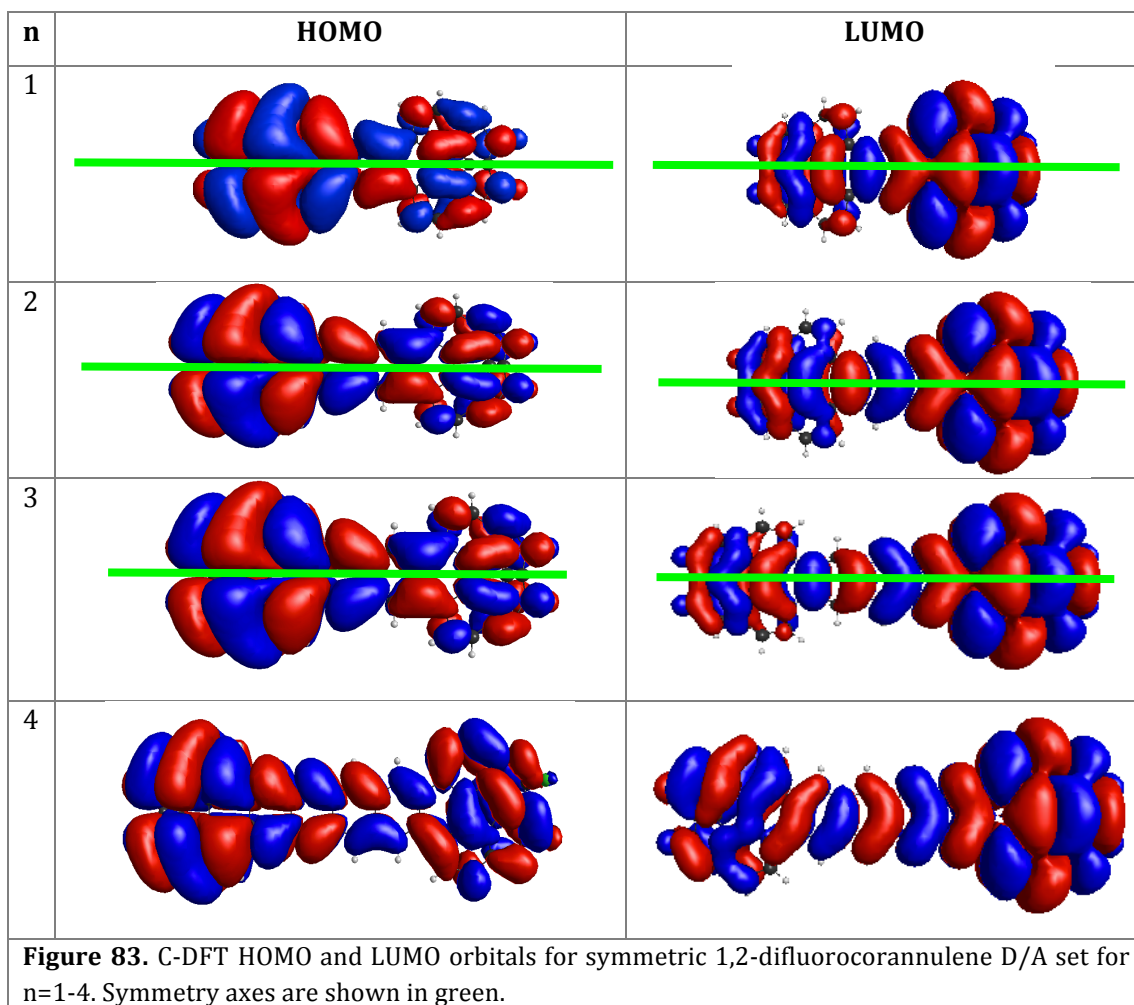 n HOMO LUMO
1
2
3
4
Figure 83. C-DFT HOMO and LUMO orbitals for symmetric 1,2-difluorocorannulene D/A set for
n=1-4. Symmetry axes are shown in green.